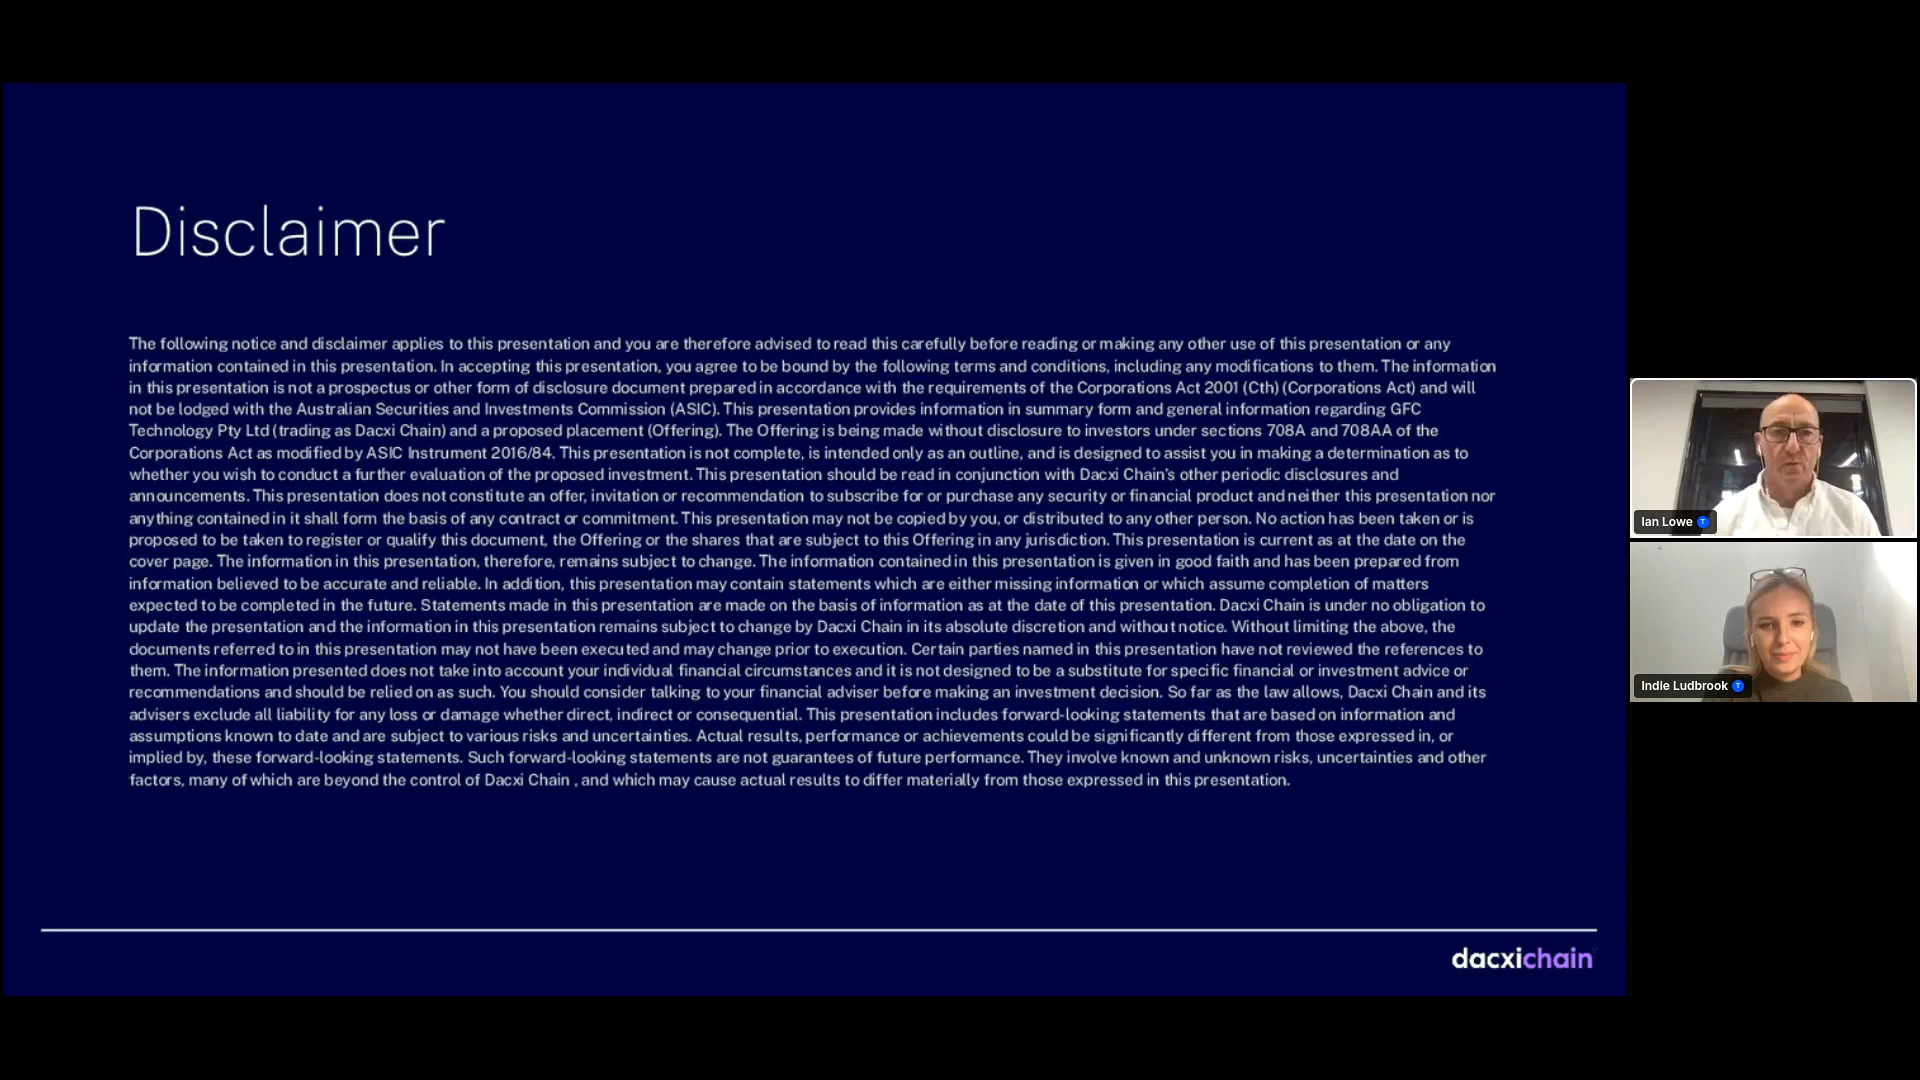 Disclaimer
The following notice and disclaimer applies to this presentation and you are therefore advised to read this carefully before reading or making any other use of this presentation or any
information contained in this presentation. In accepting this presentation, you agree to be bound by the following terms and conditions, including any modifications to them. The information
in this presentation is not a prospectus or other form of disclosure document prepared in accordance with the requirements of the Corporations Act 2001 (Cth) (Corporations Act) and will
not be lodged with the Australian Securities and Investments Commission (ASIC). This presentation provides information in summary form and general information regarding GFC
Technology Pty Ltd (trading as Dacxi Chain) and a proposed placement (Offering). The Offering is being made without disclosure to investors under sections 708A and 708AA of the
Corporations Act as modified by ASIC Instrument 2016/84. This presentation is not complete, is intended only as an outline, and is designed to assist you in making a determination as to
whether you wish to conduct a further evaluation of the proposed investment. This presentation should be read in conjunction with Dacxi Chain's other periodic disclosures and
announcements. This presentation does not constitute an offer, invitation or recommendation to subscribe for or purchase any security or financial product and neither this presentation nor
anything contained in it shall form the basis of any contract or commitment. This presentation may not be copied by you, or distributed to any other person. No action has been taken or is
proposed to be taken to register or qualify this document, the Offering or the shares that are subject to this Offering in any jurisdiction. This presentation is current as at the date on the
cover page. The information in this presentation, therefore, remains subject to change. The information contained in this presentation is given in good faith and has been prepared from
information believed to be accurate and reliable. In addition, this presentation may contain statements which are either missing information or which assume completion of matters
expected to be completed in the future. Statements made in this presentation are made on the basis of information as at the date of this presentation. Dacxi Chain is under no obligation to
update the presentation and the information in this presentation remains subject to change by Dacxi Chain in its absolute discretion and without notice. Without limiting the above, the
documents referred to in this presentation may not have been executed and may change prior to execution. Certain parties named in this presentation have not reviewed the references to
them. The information presented does not take into account your individual financial circumstances and it is not designed to be a substitute for specific financial or investment advice or
recommendations and should be relied on as such. You should consider talking to your financial adviser before making an investment decision. So far as the law allows, Dacxi Chain and its
advisers exclude all liability for any loss or damage whether direct, indirect or consequential. This presentation includes forward-looking statements that are based on information and
assumptions known to date and are subject to various risks and uncertainties. Actual results, performance or achievements could be significantly different from those expressed in, or
implied by, these forward-looking statements. Such forward-looking statements are not guarantees of future performance. They involve known and unknown risks, uncertainties and other
factors, many of which are beyond the control of Dacxi Chain , and which may cause actual results to differ materially from those expressed in this presentation.
dacxichain
Ian Lowe T
Indie Ludbrook T